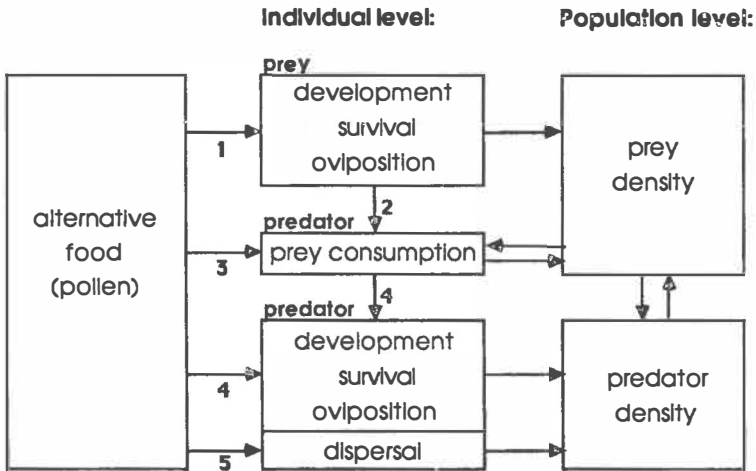 Individual level:
Population level:
prey
development
survival
oviposition
1
2
prey
density
alternative
food
(pollen)
predator
prey consumption
3
4
predator
development
survival
oviposition
4
predator
density
dispersal
5